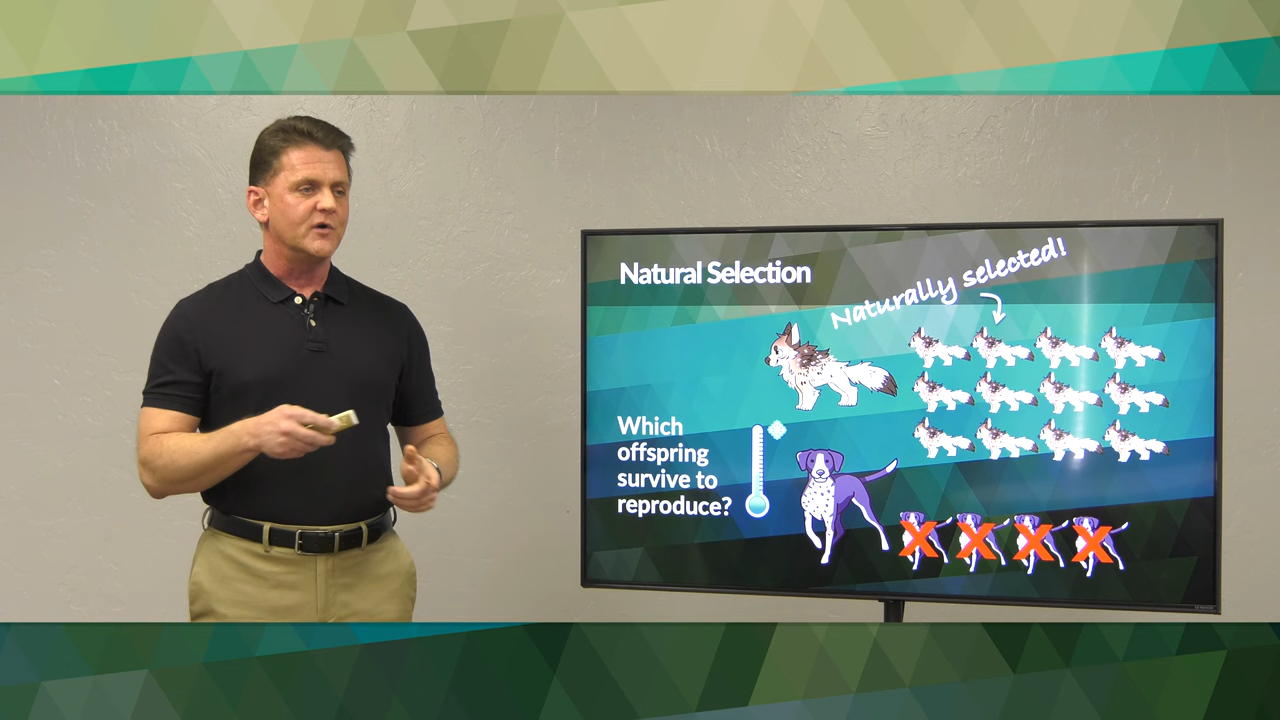 Natural Selection
Naturally selected!
Which
offspring
survive to
reproduce?